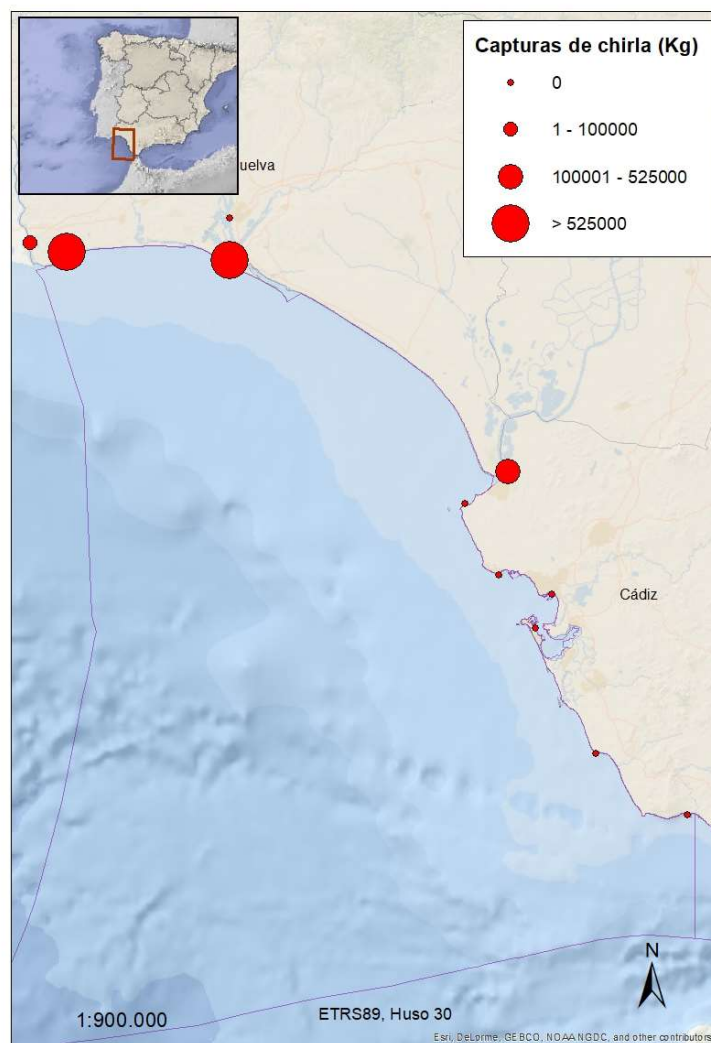 Capturas de chirla (Kg)
0
1 - 100000
100001 - 525000
> 525000
uelva
Cádiz
N
1:900.000
ETRS89, Huso 30
Esri, DeLorme, GEBCO, NOAA NGDC, and other contributors